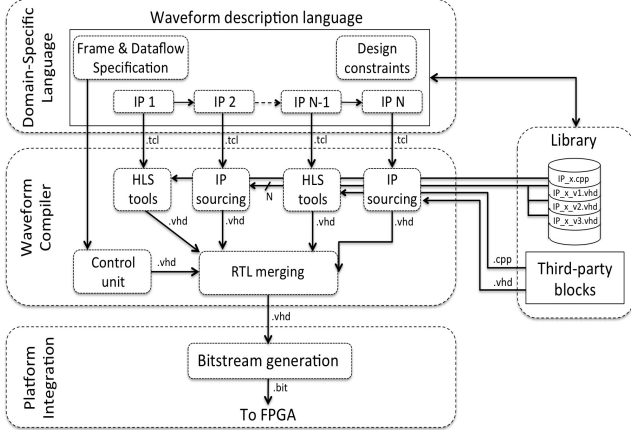 Waveform description language
Domain-Specific
Language
Frame & Dataflow
Specification
Design
constraints
IP 1
IP 2
IP N-1
IP N
.tcl
.tcl
.tcl
.tcl
Library
IP_x.cpp
IP_x_v1.vhd
IP_x_v2.vhd
IP_x_v3.vhd
Waveform
Compiler
HLS
tools
IP
sourcing
N
HLS
tools
IP
sourcing
.vhd
.vhd
.vhd
.vhd
Control
unit
.vhd
RTL merging
.cpp
.vhd
Third-party
blocks
.vhd
Platform
Integration
Bitstream generation
.bit
To FPGA